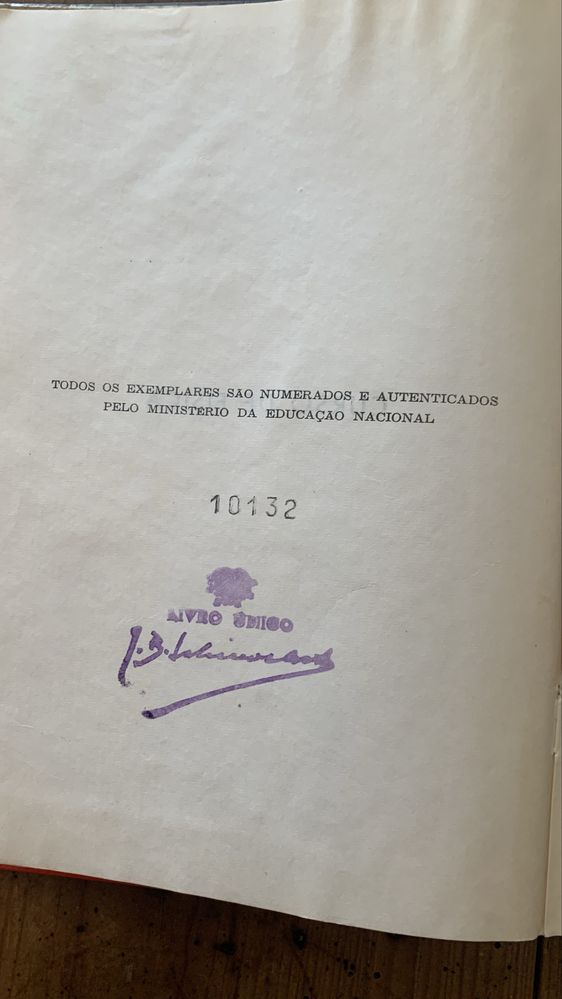 TODOS OS EXEMPLARES SÃO NUMERADOS E AUTENTICADOS
PELO MINISTÉRIO DA EDUCAÇÃO NACIONAL
10132
LIVRO ÚNICO
J. B.